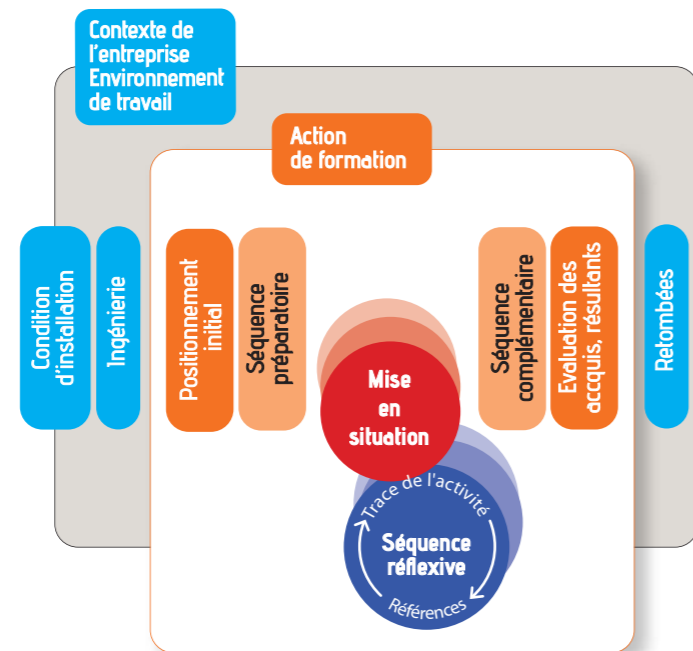 Contexte de
l'entreprise
Environnement
de travail
Action
de formation
Condition
d'installation
Ingénierie
Positionnement
initial
Séquence
préparatoire
Mise
en
situation
Séquence
complémentaire
Evaluation des
accquis, résultants
Retombées
Trace de l'activité
Séquence
réflexive
Références